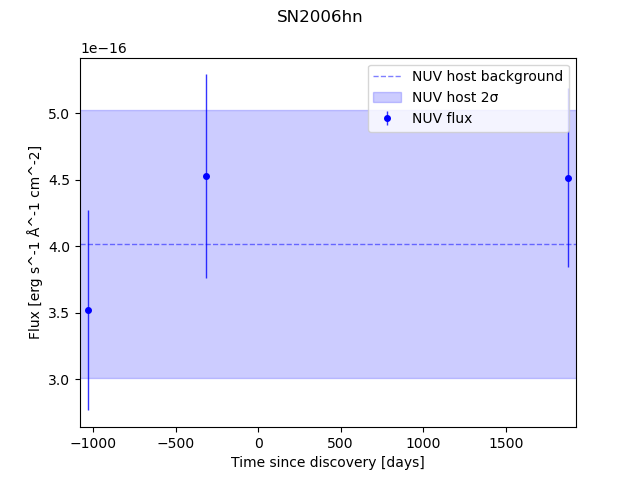 SN2006hn
1e−16
NUV host background
NUV host 2σ
NUV flux
5.0
4.5
4.0
3.5
3.0
Flux [erg s^-1 Å^-1 cm^-2]
−1000
−500
0
500
1000
1500
Time since discovery [days]